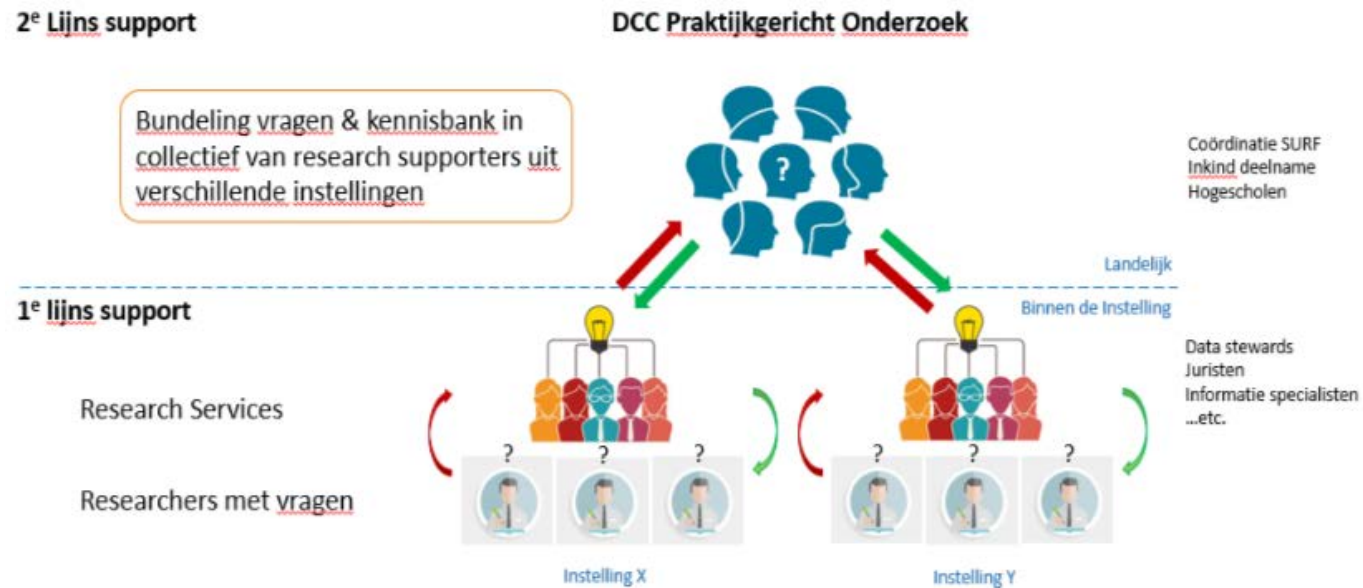 2e Lijns support
DCC Praktijkgericht Onderzoek
Bundeling vragen & kennisbank in
collectief van research supporters uit
verschillende instellingen
?
Coördinatie SURF
Inkind deelname
Hogescholen
Landelijk
1e lijns support
Binnen de Instelling
Data stewards
Juristen
Informatie specialisten
...etc.
Research Services
? ? ? ? ? ?
Researchers met vragen
Instelling X
Instelling Y